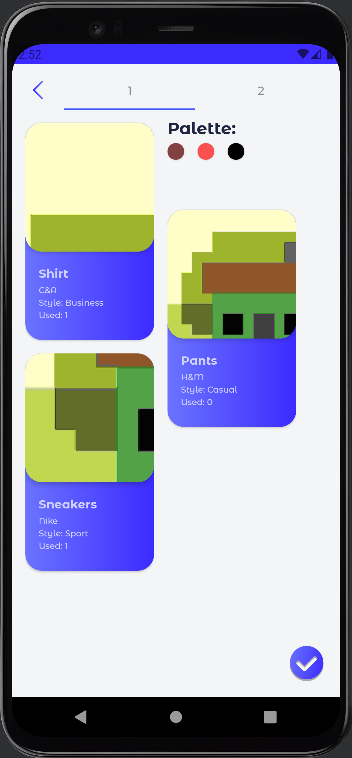 2:52
1
2
Palette:
Shirt
C&A
Style: Business
Used: 1
Pants
H&M
Style: Casual
Used: 0
Sneakers
Nike
Style: Sport
Used: 1